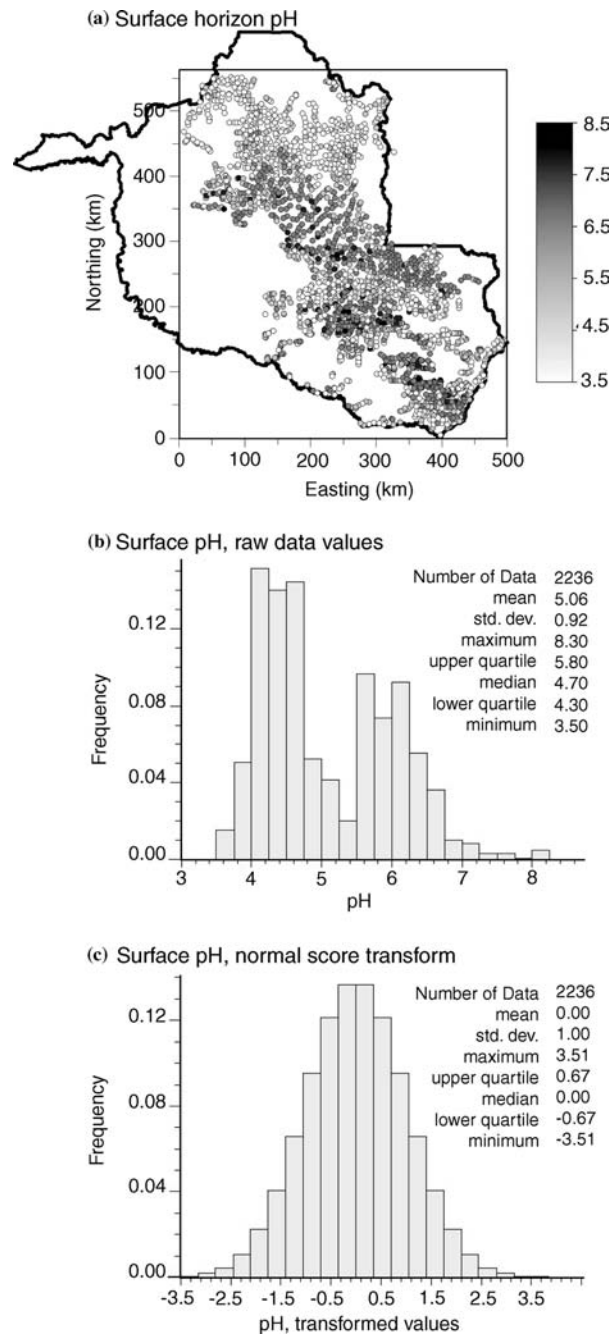 (a) Surface horizon pH
500
400
300
200
100
0
Northing (km)
0 100 200 300 400 500
Easting (km)
8.5
7.5
6.5
5.5
4.5
3.5
(b) Surface pH, raw data values
Number of Data 2236
mean 5.06
std. dev. 0.92
maximum 8.30
upper quartile 5.80
median 4.70
lower quartile 4.30
minimum 3.50
0.12
0.08
0.04
0.00
Frequency
3 4 5 6 7 8
pH
(c) Surface pH, normal score transform
Number of Data 2236
mean 0.00
std. dev. 1.00
maximum 3.51
upper quartile 0.67
median 0.00
lower quartile -0.67
minimum -3.51
0.12
0.08
0.04
0.00
Frequency
-3.5 -2.5 -1.5 -0.5 0.5 1.5 2.5 3.5
pH, transformed values